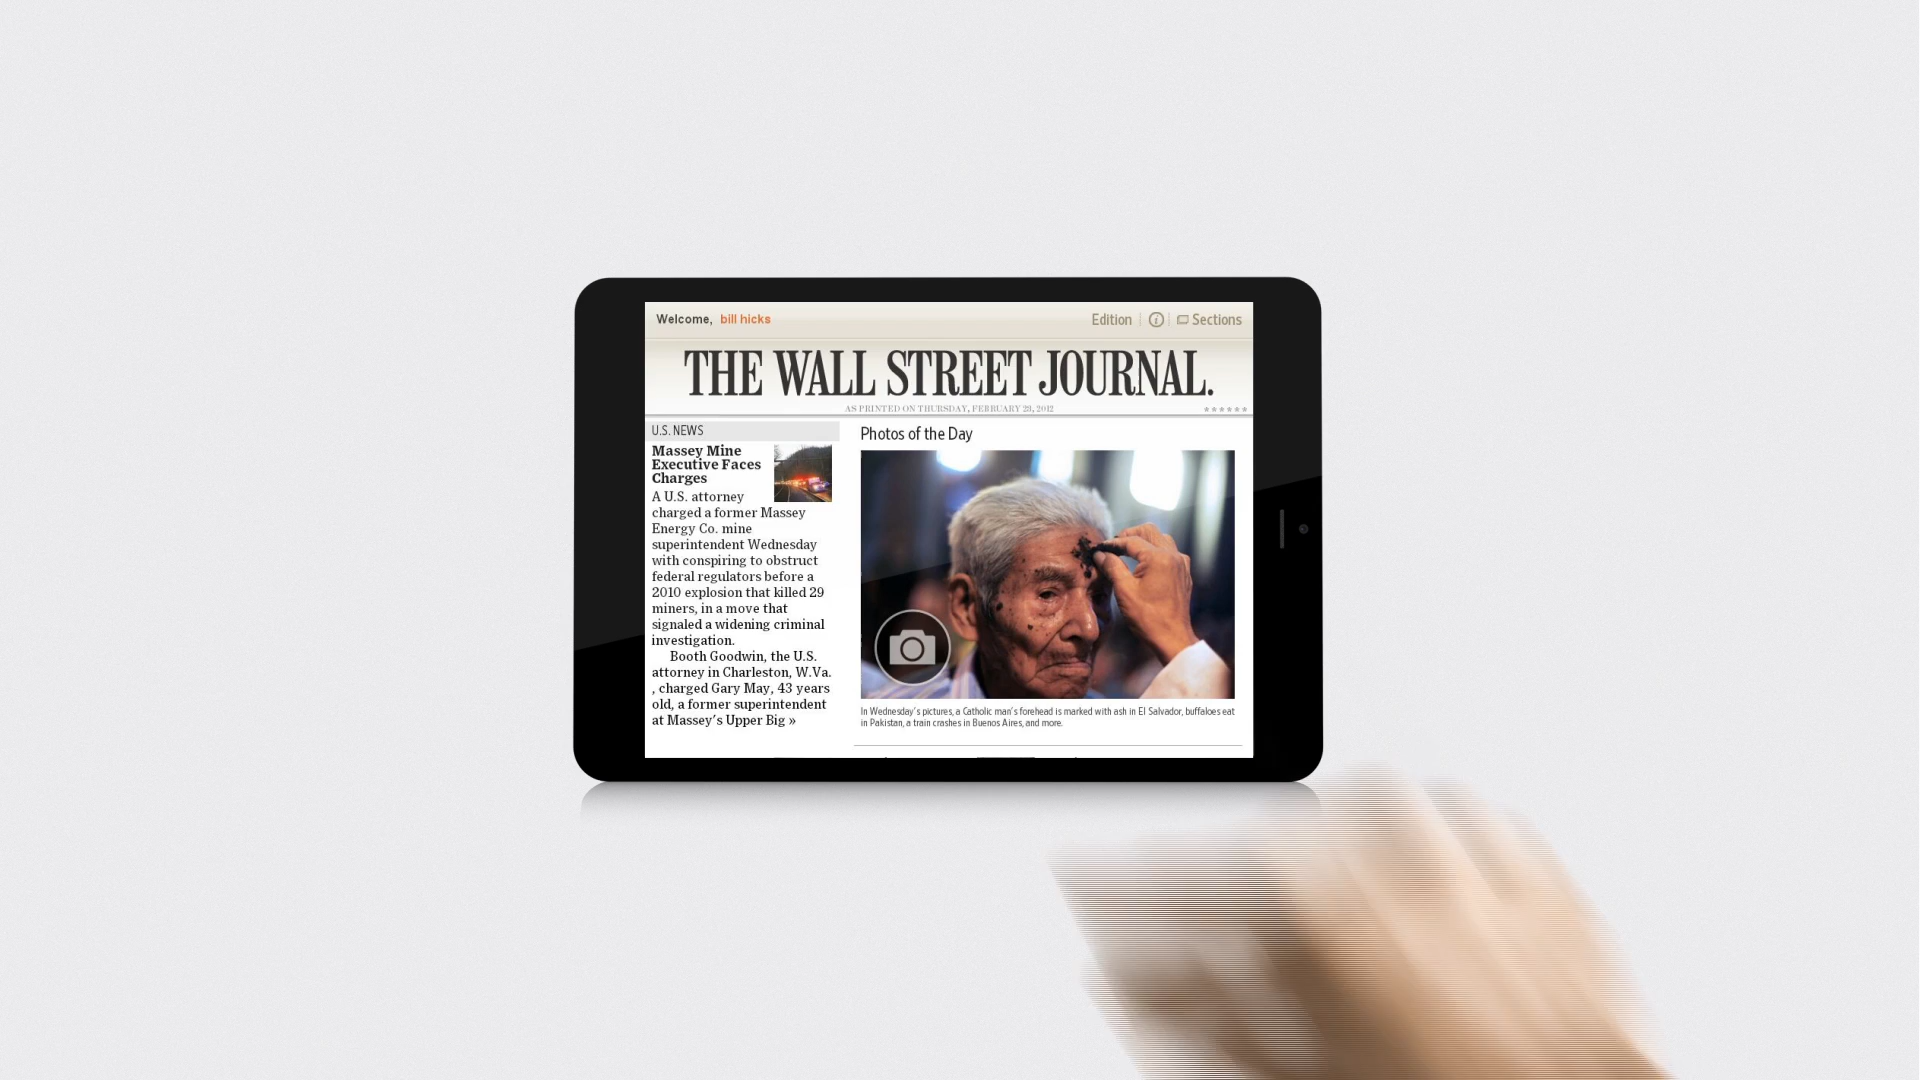 Welcome, bill hicks
Edition
Sections
THE WALL STREET JOURNAL.
AS PRINTED ON THURSDAY, FEBRUARY 23, 2012
******
U.S. NEWS
Massey Mine
Executive Faces
Charges
A U.S. attorney
charged a former Massey
Energy Co. mine
superintendent Wednesday
with conspiring to obstruct
federal regulators before a
2010 explosion that killed 29
miners, in a move that
signaled a widening criminal
investigation.
Booth Goodwin, the U.S.
attorney in Charleston, W.Va.
, charged Gary May, 43 years
old, a former superintendent
at Massey's Upper Big »
Photos of the Day
In Wednesday's pictures, a Catholic man's forehead is marked with ash in El Salvador, buffaloes eat
in Pakistan, a train crashes in Buenos Aires, and more.